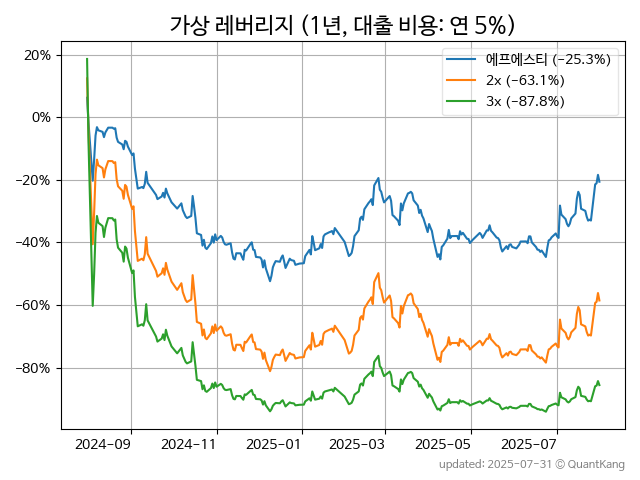 가상 레버리지 (1년, 대출 비용: 연 5%)
에프에스티 (−25.3%)
2x (−63.1%)
3x (−87.8%)
20%
0%
−20%
−40%
−60%
−80%
2024-09 2024-11 2025-01 2025-03 2025-05 2025-07
updated: 2025-07-31 © QuantKang